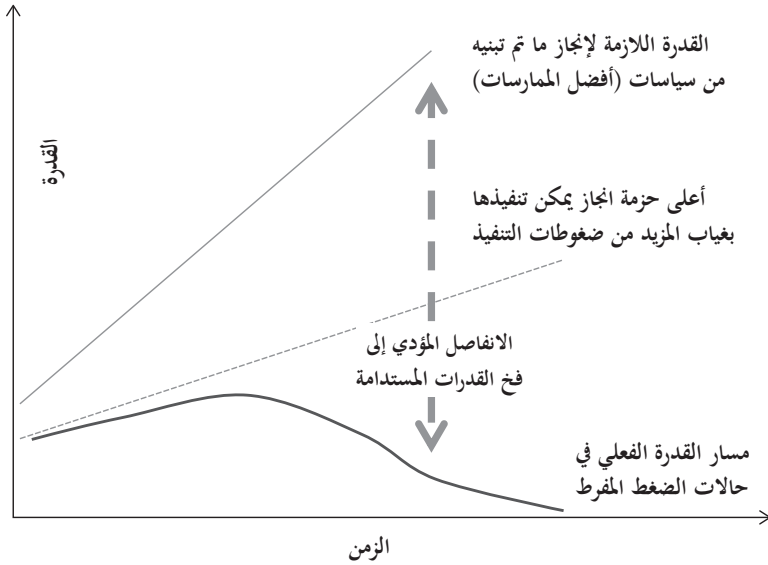 القدرة اللازمة لإنجاز ما تم تبنيه
من سياسات (أفضل الممارسات)
القدرة
أعلى حزمة انجاز يمكن تنفيذها
بغياب المزيد من ضغوطات التنفيذ
الانفاصل المؤدي إلى
فخ القدرات المستدامة
مسار القدرة الفعلي في
حالات الضغط المفرط
الزمن